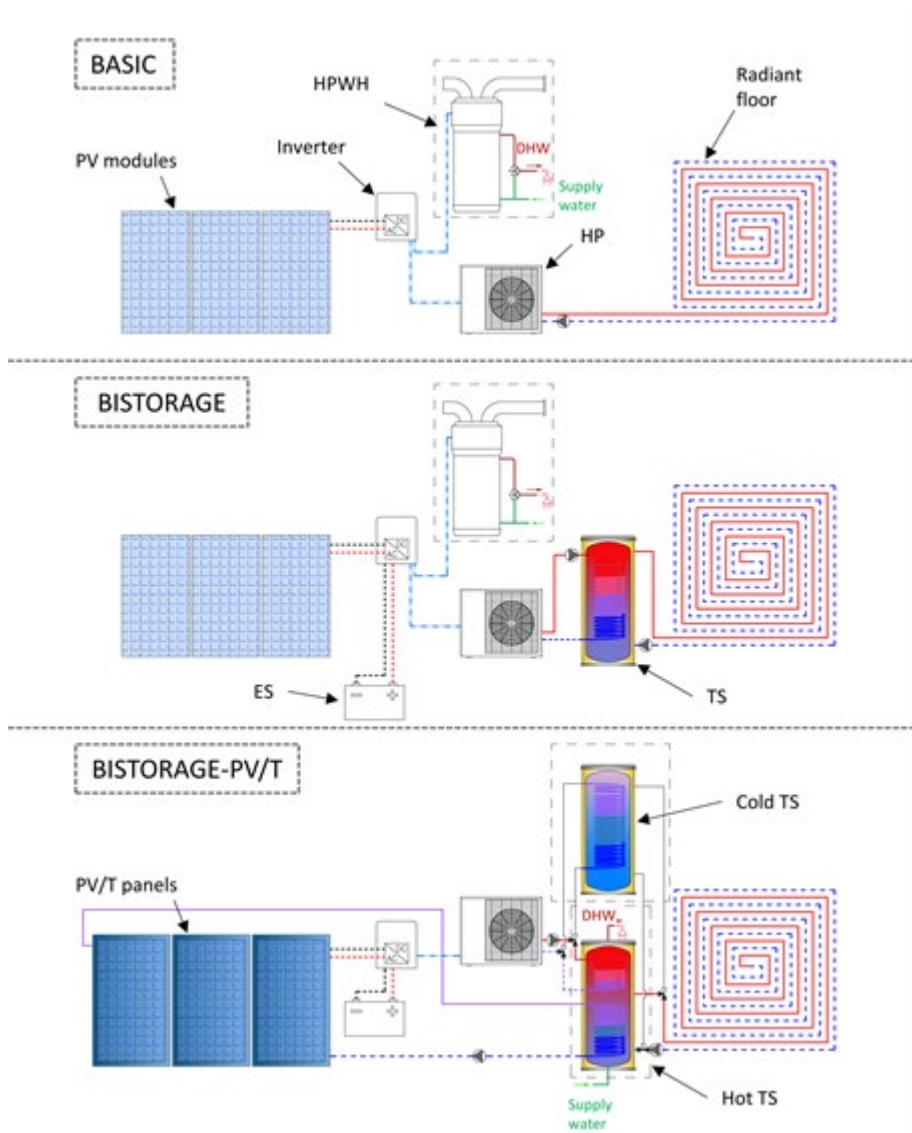 BASIC
HPWH
Radiant
floor
PV modules
Inverter
DHW
Supply
water
HP
BISTORAGE
ES
TS
BISTORAGE-PV/T
Cold TS
PV/T panels
DHW
Hot TS
Supply
water